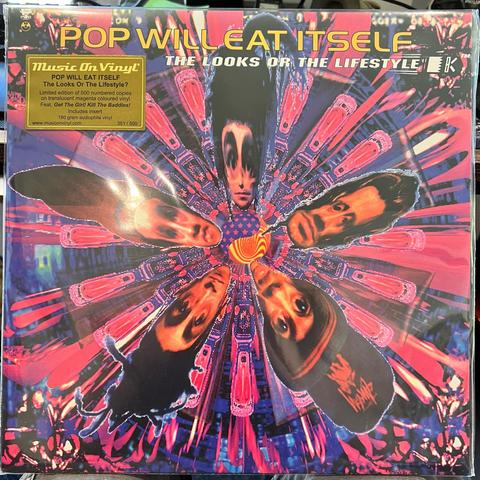 POP WILL EAT ITSELF
THE LOOKS OR THE LIFESTYLE
Music On Vinyl
POP WILL EAT ITSELF
The Looks Or The Lifestyle?
Limited edition of 500 numbered copies
on translucent magenta coloured vinyl.
Feat. Get The Girl! Kill The Baddies!
Includes insert
180 gram audiophile vinyl
www.musiconvinyl.com 351 / 500